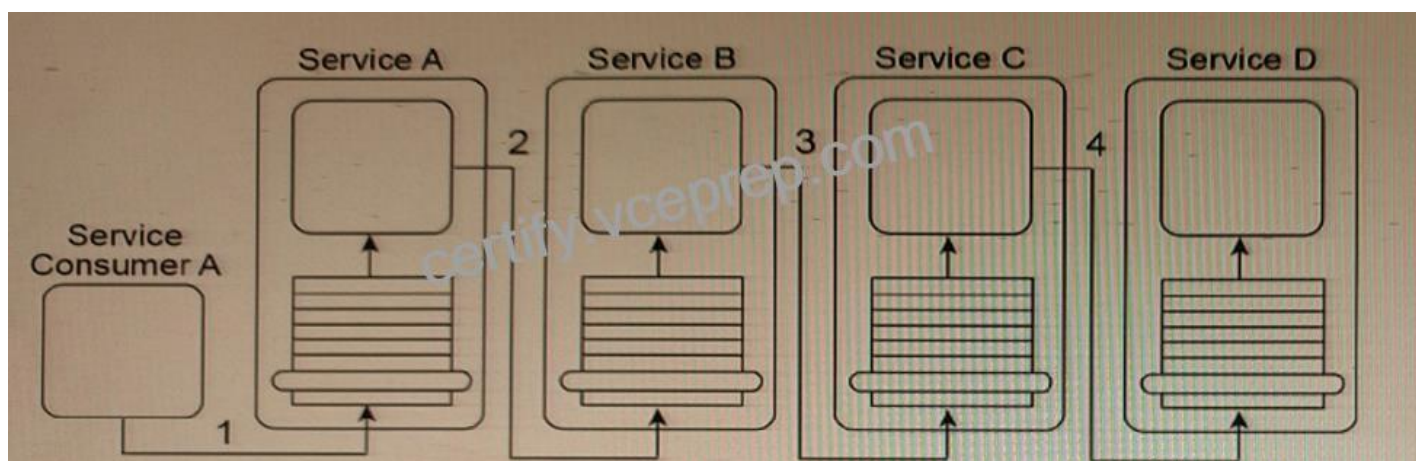 Service A
Service B
Service C
Service D
2
3
4
certify.vceprep.com
Service
Consumer A
1